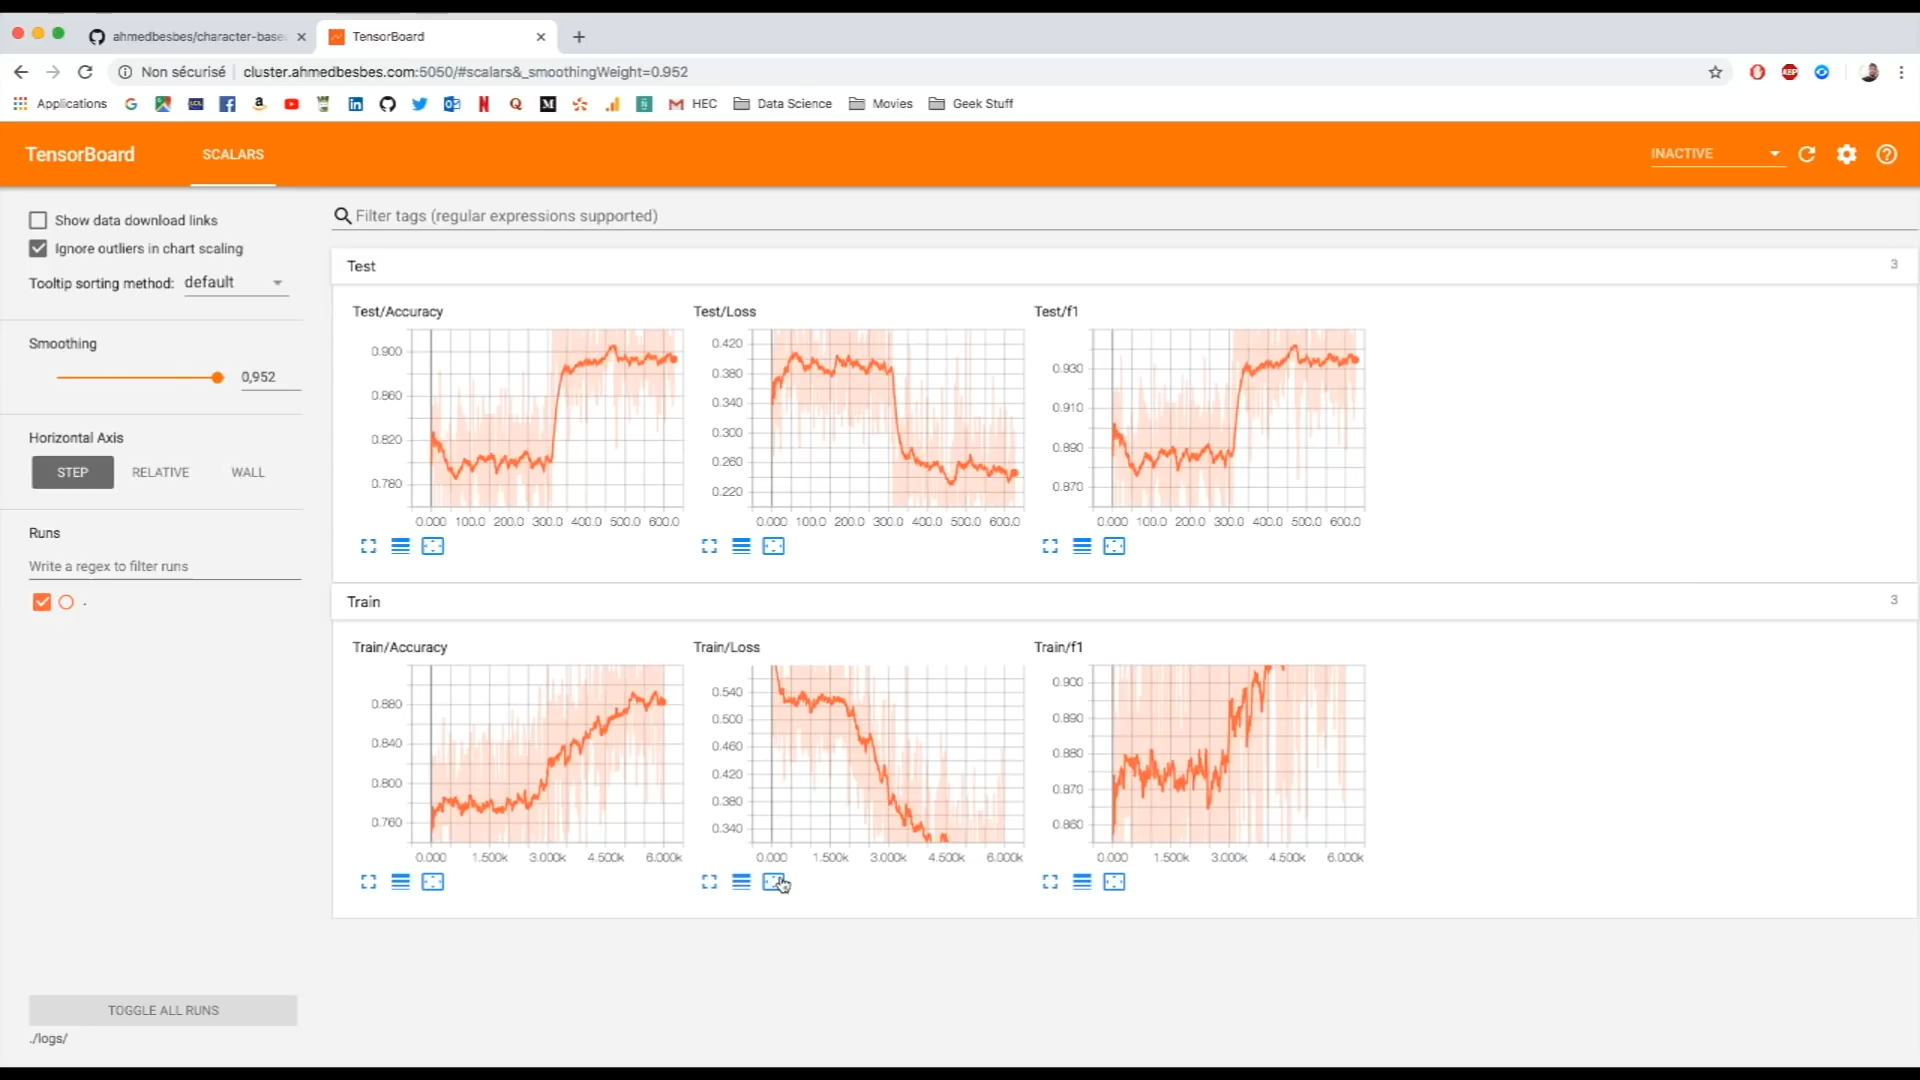 ahmedbesbes/character-base
TensorBoard
Non sécurisé
cluster.ahmedbesbes.com:5050/#scalars&_smoothingWeight=0.952
ABP
Applications
HEC
Data Science
Movies
Geek Stuff
TensorBoard
SCALARS
INACTIVE
Show data download links
Ignore outliers in chart scaling
Tooltip sorting method: default
Smoothing
0,952
Horizontal Axis
STEP RELATIVE WALL
Runs
Write a regex to filter runs
.
TOGGLE ALL RUNS
./logs/
Filter tags (regular expressions supported)
Test
3
Test/Accuracy
0.900
0.860
0.820
0.780
0.000 100.0 200.0 300.0 400.0 500.0 600.0
Test/Loss
0.420
0.380
0.340
0.300
0.260
0.220
0.000 100.0 200.0 300.0 400.0 500.0 600.0
Test/f1
0.930
0.910
0.890
0.870
0.000 100.0 200.0 300.0 400.0 500.0 600.0
Train
3
Train/Accuracy
0.880
0.840
0.800
0.760
0.000 1.500k 3.000k 4.500k 6.000k
Train/Loss
0.540
0.500
0.460
0.420
0.380
0.340
0.000 1.500k 3.000k 4.500k 6.000k
Train/f1
0.900
0.890
0.880
0.870
0.860
0.000 1.500k 3.000k 4.500k 6.000k